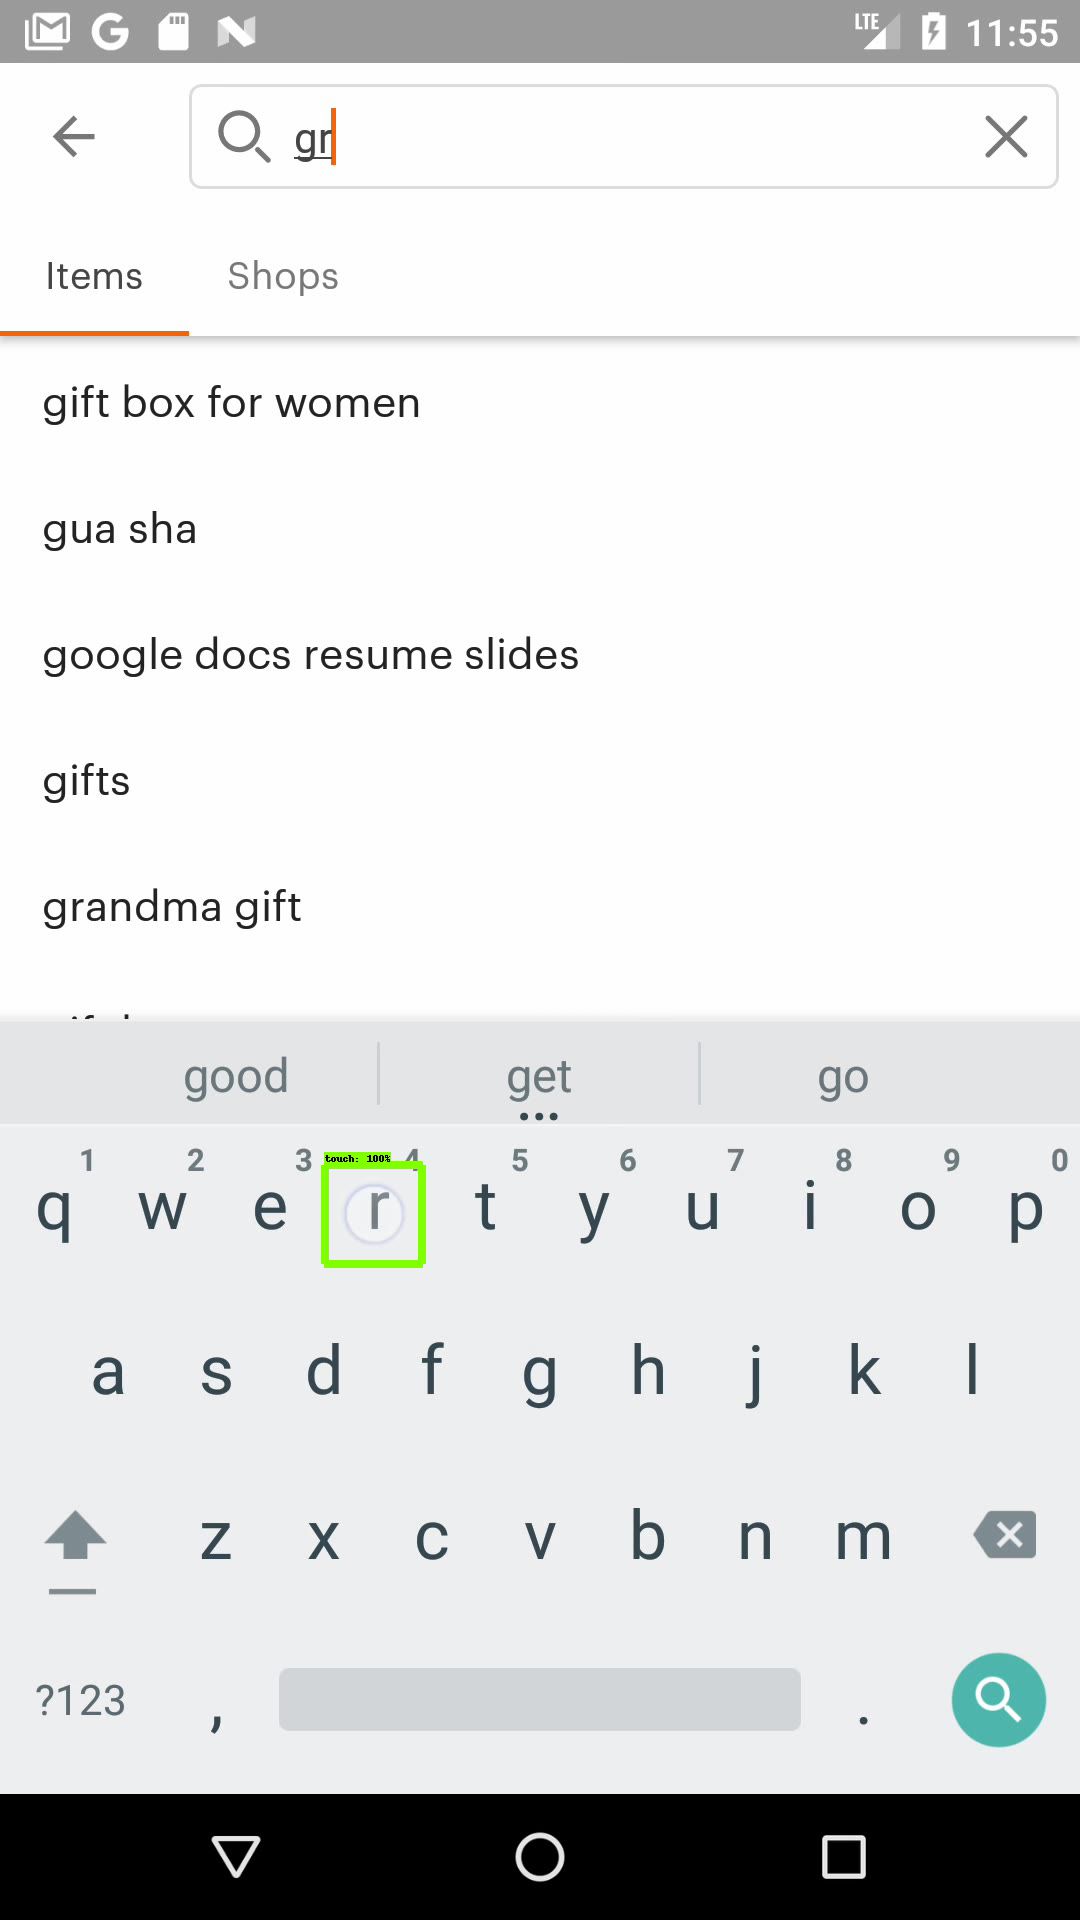 LTE 11:55
gr
Items Shops
gift box for women
gua sha
google docs resume slides
gifts
grandma gift
good get go
1 2 3 4 5 6 7 8 9 0
touch: 100%
q w e r t y u i o p
a s d f g h j k l
z x c v b n m
?123 , .